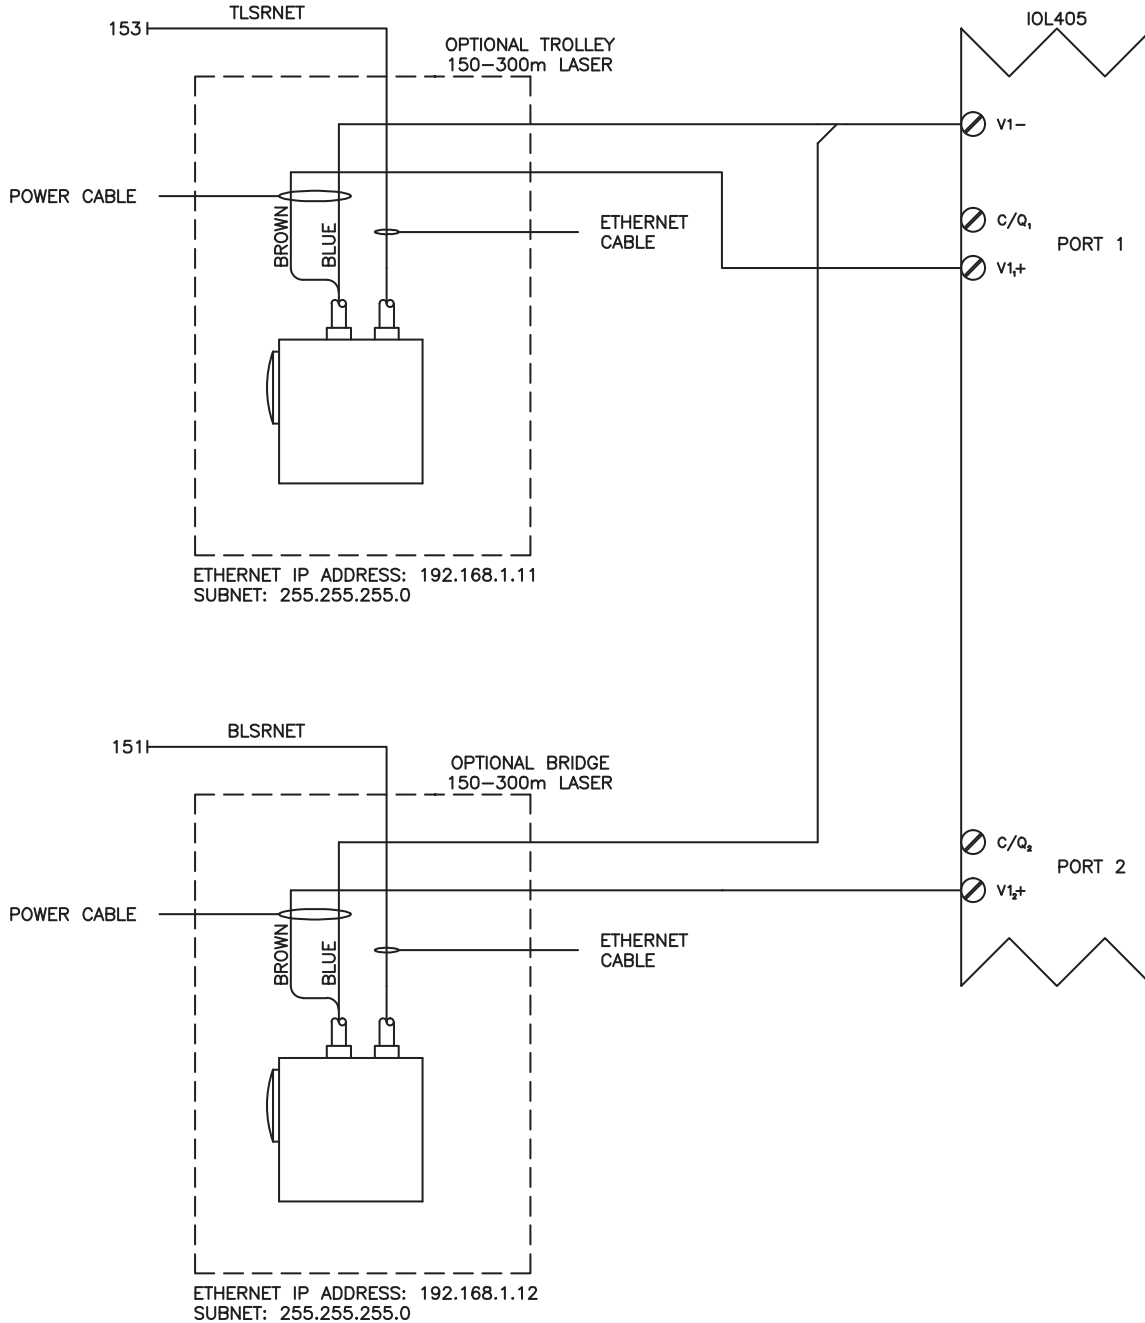 TLSRNET
153
OPTIONAL TROLLEY
150-300m LASER
IOL405
V1-
POWER CABLE
BROWN
BLUE
ETHERNET
CABLE
C/Q₁
PORT 1
V1₁+
ETHERNET IP ADDRESS: 192.168.1.11
SUBNET: 255.255.255.0
BLSRNET
151
OPTIONAL BRIDGE
150-300m LASER
C/Q₂
PORT 2
V1₂+
POWER CABLE
BROWN
BLUE
ETHERNET
CABLE
ETHERNET IP ADDRESS: 192.168.1.12
SUBNET: 255.255.255.0